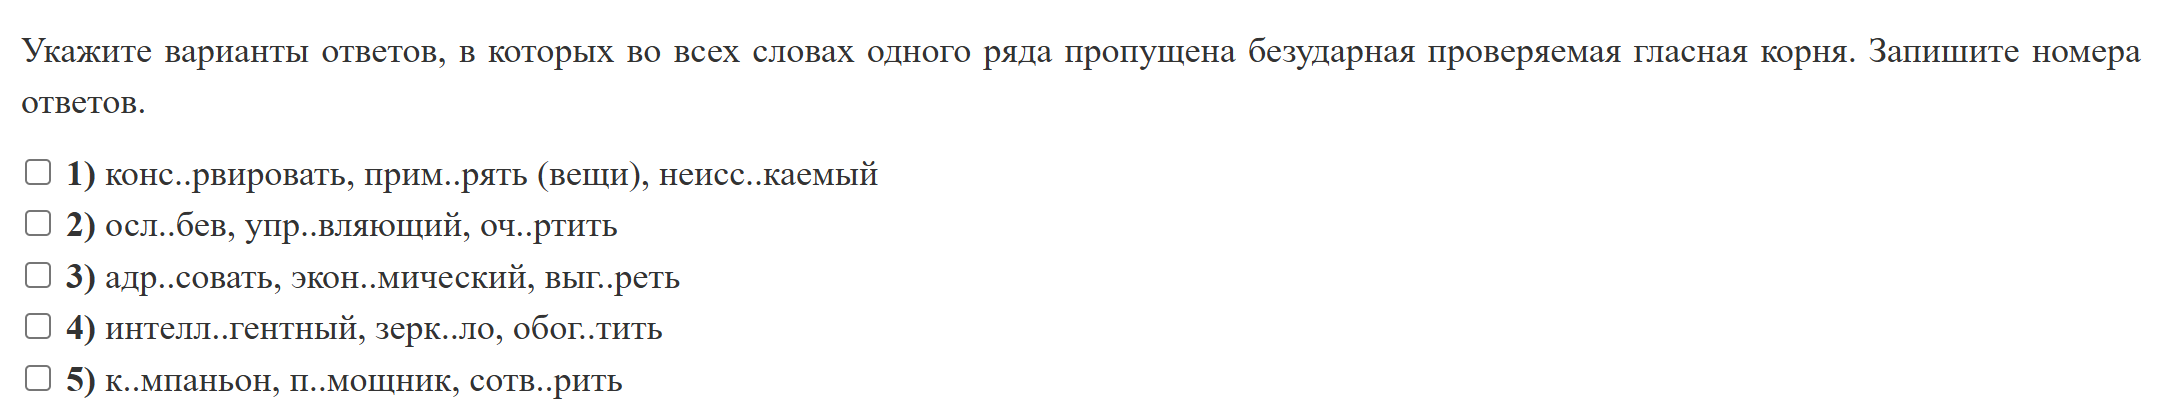 Укажите варианты ответов, в которых во всех словах одного ряда пропущена безударная проверяемая гласная корня. Запишите номера
ответов.
1) конс..рвировать, прим..рять (вещи), неисс..каемый
2) осл..бев, упр..вляющий, оч..ртить
3) адр..совать, экон..мический, выг..реть
4) интелл..гентный, зерк..ло, обог..тить
5) к..мпаньон, п..мощник, сотв..рить